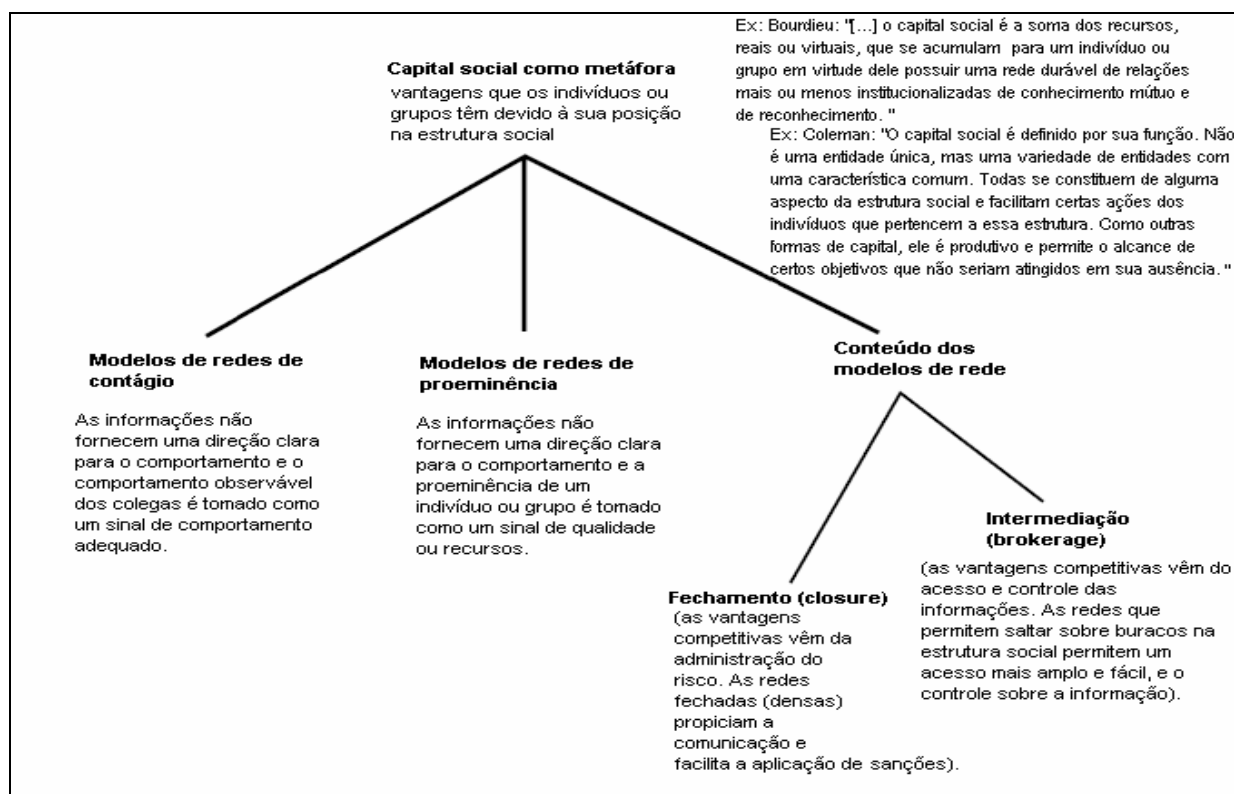 Ex: Bourdieu: "[...] o capital social é a soma dos recursos,
reais ou virtuais, que se acumulam para um indivíduo ou
grupo em virtude dele possuir uma rede durável de relações
mais ou menos institucionalizadas de conhecimento mútuo e
de reconhecimento. "
Ex: Coleman: "O capital social é definido por sua função. Não
é uma entidade única, mas uma variedade de entidades com
uma característica comum. Todas se constituem de alguma
aspecto da estrutura social e facilitam certas ações dos
indivíduos que pertencem a essa estrutura. Como outras
formas de capital, ele é produtivo e permite o alcance de
certos objetivos que não seriam atingidos em sua ausência. "
Capital social como metáfora
vantagens que os indivíduos ou
grupos têm devido à sua posição
na estrutura social
Modelos de redes de
contágio
As informações não
fornecem uma direção clara
para o comportamento e o
comportamento observável
dos colegas é tomado como
um sinal de comportamento
adequado.
Modelos de redes de
proeminência
As informações não
fornecem uma direção clara
para o comportamento e a
proeminência de um
indivíduo ou grupo é tomado
como um sinal de qualidade
ou recursos.
Conteúdo dos
modelos de rede
Fechamento (closure)
(as vantagens
competitivas vêm da
administração do
risco. As redes
fechadas (densas)
propiciam a
comunicação e
facilita a aplicação de sanções).
Intermediação
(brokerage)
(as vantagens competitivas vêm do
acesso e controle das
informações. As redes que
permitem saltar sobre buracos na
estrutura social permitem um
acesso mais amplo e fácil, e o
controle sobre a informação).